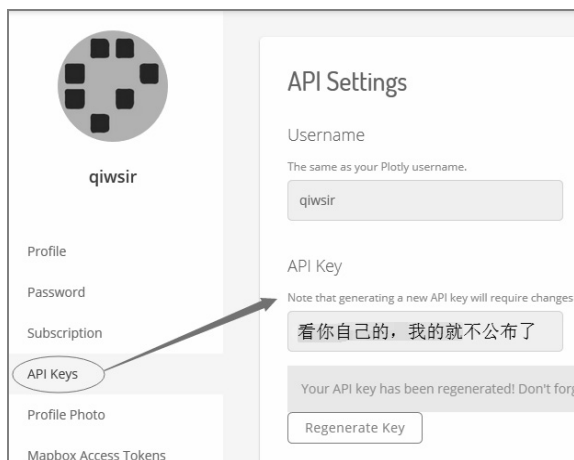 qiwsir
Profile
Password
Subscription
API Keys
Profile Photo
Mapbox Access Tokens
API Settings
Username
The same as your Plotly username.
qiwsir
API Key
Note that generating a new API key will require changes
看你自己的，我的就不公布了
Your API key has been regenerated! Don't forg
Regenerate Key